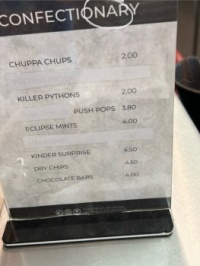 CONFECTIONARY
CHUPPA CHUPS 2.00
KILLER PYTHONS 2.00
PUSH POPS 3.80
ECLIPSE MINTS 4.00
KINDER SURPRISE 4.50
DRY CHIPS 4.50
CHOCOLATE BARS 4.00